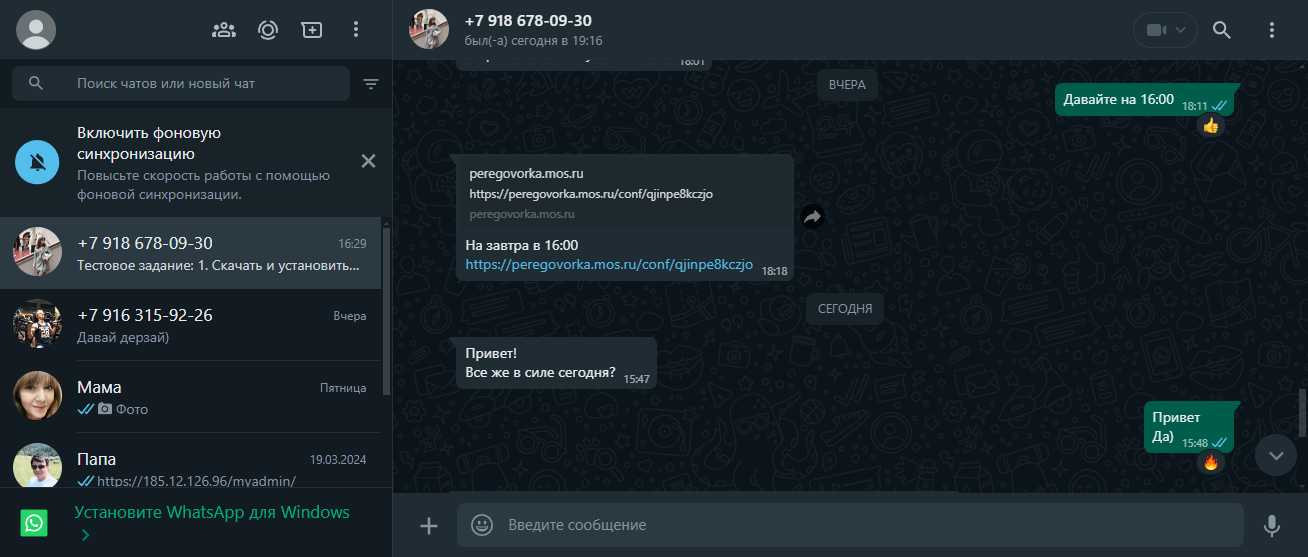 Поиск чатов или новый чат
Включить фоновую
синхронизацию
Повысьте скорость работы с помощью
фоновой синхронизации.
+7 918 678-09-30
16:29
Тестовое задание: 1. Скачать и установить...
+7 916 315-92-26
Вчера
Давай дерзай)
Мама
Пятница
Фото
Папа
19.03.2024
https://185.12.126.96/myadmin/
Установите WhatsApp для Windows
+7 918 678-09-30
был(-а) сегодня в 19:16
18:01
ВЧЕРА
Давайте на 16:00
18:11
peregovorka.mos.ru
https://peregovorka.mos.ru/conf/qjinpe8kczjo
peregovorka.mos.ru
На завтра в 16:00
https://peregovorka.mos.ru/conf/qjinpe8kczjo
18:18
СЕГОДНЯ
Привет!
Все же в силе сегодня?
15:47
Привет
Да)
15:48
Введите сообщение